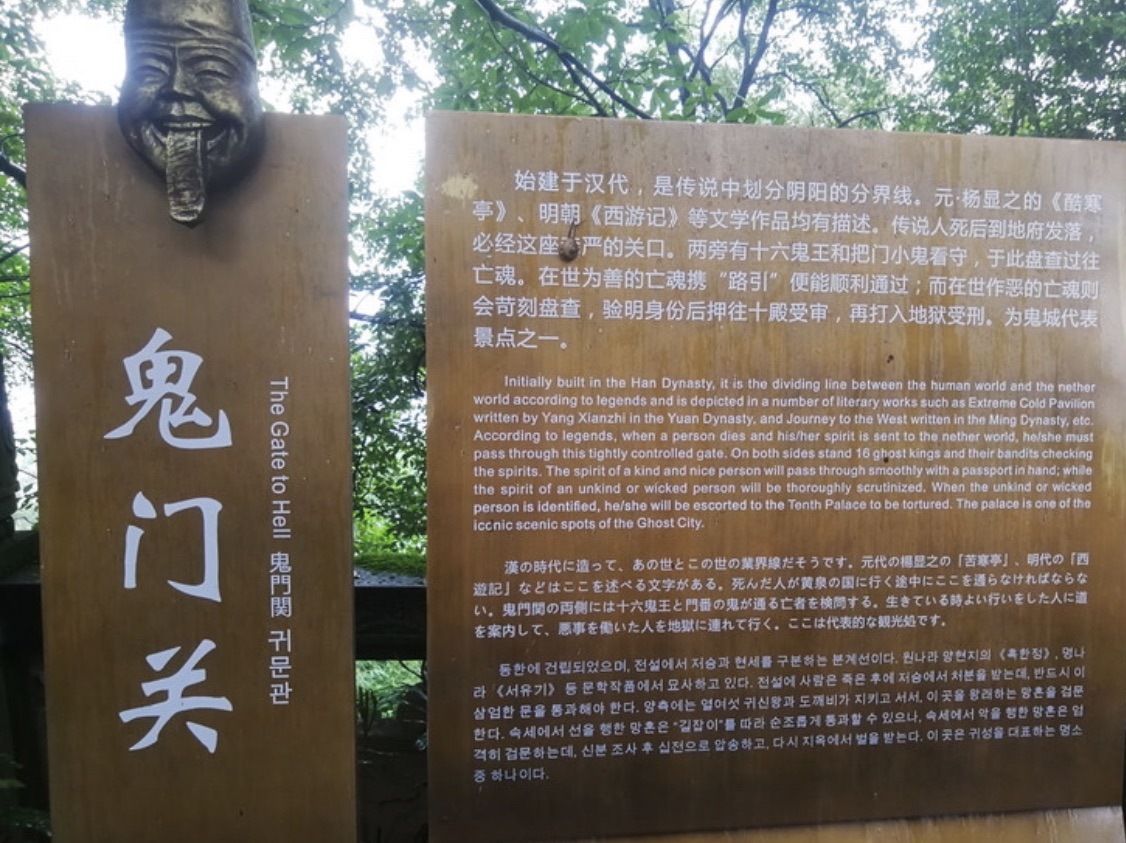 鬼门关
The Gate to Hell 鬼門関 귀문관
始建于汉代，是传说中划分阴阳的分界线。元·杨显之的《酷寒
亭》、明朝《西游记》等文学作品均有描述。传说人死后到地府发落，
必经这座严的关口。两旁有十六鬼王和把门小鬼看守，于此盘查过往
亡魂。在世为善的亡魂携“路引”便能顺利通过；而在世作恶的亡魂则
会苛刻盘查，验明身份后押往十殿受审，再打入地狱受刑。为鬼城代表
景点之一。
Initially built in the Han Dynasty, it is the dividing line between the human world and the nether
world according to legends and is depicted in a number of literary works such as Extreme Cold Pavilion
written by Yang Xianzhi in the Yuan Dynasty, and Journey to the West written in the Ming Dynasty, etc.
According to legends, when a person dies and his/her spirit is sent to the nether world, he/she must
pass through this tightly controlled gate. On both sides stand 16 ghost kings and their bandits checking
the spirits. The spirit of a kind and nice person will pass through smoothly with a passport in hand; while
the spirit of an unkind or wicked person will be thoroughly scrutinized. When the unkind or wicked
person is identified, he/she will be escorted to the Tenth Palace to be tortured. The palace is one of the
iconic scenic spots of the Ghost City.
漢の時代に造って、あの世とこの世の業界線だそうです。元代の楊显之の「苦寒亭」、明代の「西
遊記」などはここを述べる文字がある。死んだ人が黄泉の国に行く途中にここを通らなければならな
い。鬼門関の両側には十六鬼王と門番の鬼が通る亡者を検問する。生きている時よい行いをした人に道
を案内して、悪事を働いた人を地獄に連れて行く。ここは代表的な観光処です。
동한에 건립되었으며, 전설에서 저승과 현세를 구분하는 분계선이다. 원나라 양현지의 《혹한정》, 명나
라 《서유기》 등 문학작품에서 묘사하고 있다. 전설에 사람은 죽은 후에 저승에서 처분을 받는데, 반드시 이
삼엄한 문을 통과해야 한다. 양측에는 열여섯 귀신왕과 도깨비가 지키고 서서, 이 곳을 왕래하는 망혼을 검문
한다. 속세에서 선을 행한 망혼은 “길잡이”를 따라 순조롭게 통과할 수 있으나, 속세에서 악을 행한 망혼은 엄
격히 검문하는데, 신분 조사 후 십전으로 압송하고, 다시 지옥에서 벌을 받는다. 이 곳은 귀성을 대표하는 명소
중 하나이다.